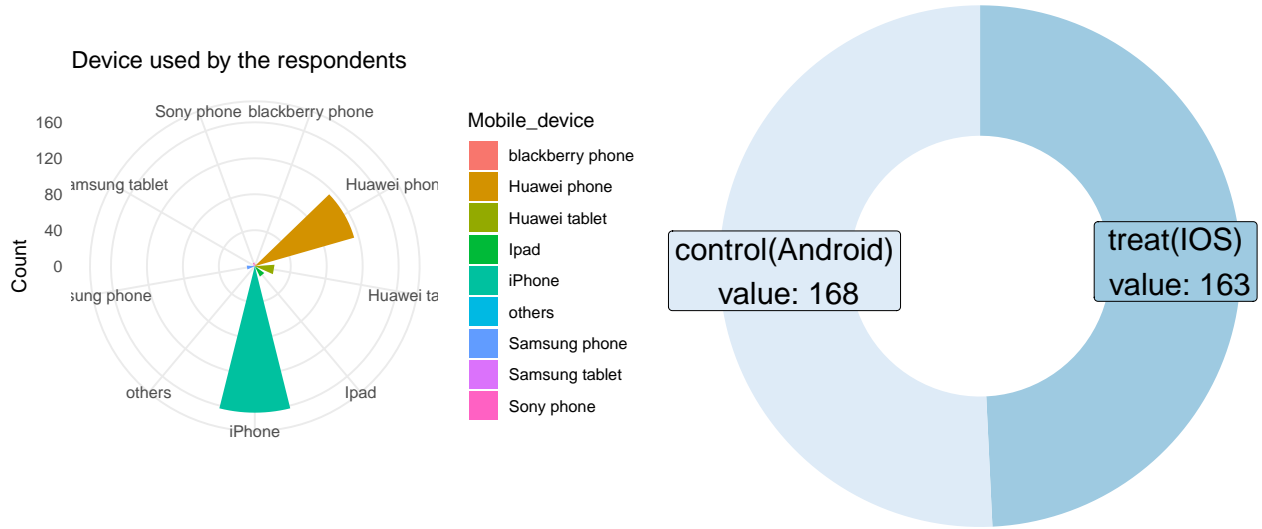 Device used by the respondents
Sony phone
blackberry phone
160
120
80
40
0
Count
amsung tablet
Huawei phon
sung phone
Huawei ta
others
Ipad
iPhone
Mobile_device
blackberry phone
Huawei phone
Huawei tablet
Ipad
iPhone
others
Samsung phone
Samsung tablet
Sony phone
control(Android)
value: 168
treat(IOS)
value: 163